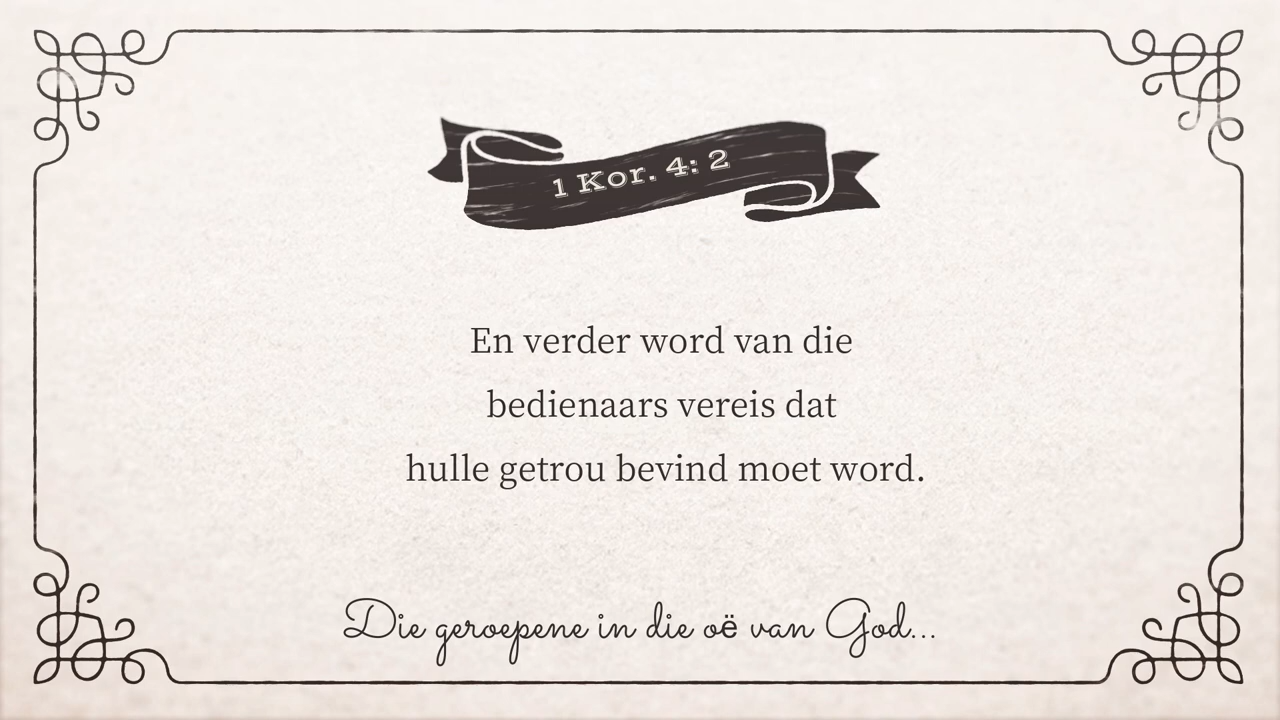 1 Kor. 4: 2
En verder word van die
bedienaars vereis dat
hulle getrou bevind moet word.
Die geroepene in die oë van God...